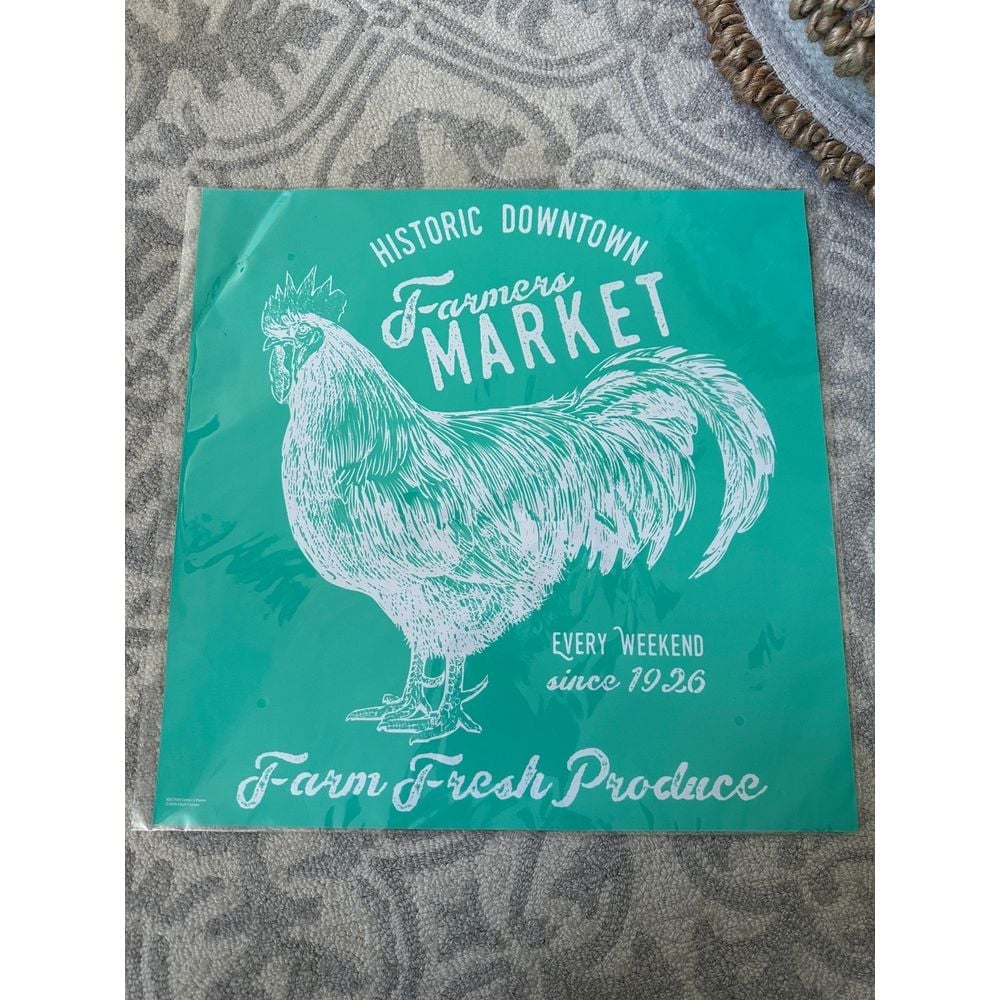 HISTORIC DOWNTOWN
Farmers
MARKET
EVERY WEEKEND
since 1926
Farm Fresh Produce